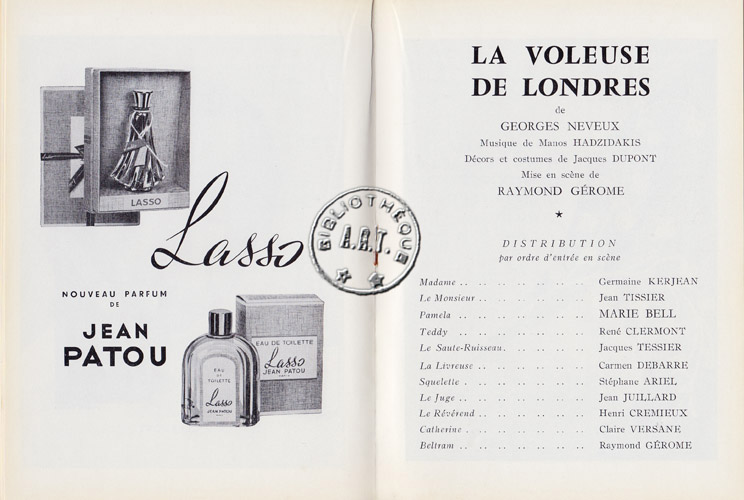 LASSO
Lasso
NOUVEAU PARFUM
DE
JEAN
PATOU
EAU
DE
TOILETTE
Lasso
JEAN PATOU
EAU DE TOILETTE
Lasso
JEAN PATOU
PARIS
BIBLIOTHÈQUE
A.R.T.
LA VOLEUSE
DE LONDRES
de
GEORGES NEVEUX
Musique de Manos HADZIDAKIS
Décors et costumes de Jacques DUPONT
Mise en scène de
RAYMOND GÉROME
★
DISTRIBUTION
par ordre d'entrée en scène
Madame .. .. .. .. .. .. .. Germaine KERJEAN
Le Monsieur .. .. .. .. .. .. Jean TISSIER
Pamela .. .. .. .. .. .. .. MARIE BELL
Teddy .. .. .. .. .. .. .. René CLERMONT
Le Saute-Ruisseau. .. .. .. .. Jacques TESSIER
La Livreuse .. .. .. .. .. .. Carmen DEBARRE
Squelette .. .. .. .. .. .. Stéphane ARIEL
Le Juge .. .. .. .. .. .. .. Jean JUILLARD
Le Révérend .. .. .. .. .. .. Henri CREMIEUX
Catherine .. .. .. .. .. .. Claire VERSANE
Beltram .. .. .. .. .. .. .. Raymond GÉROME